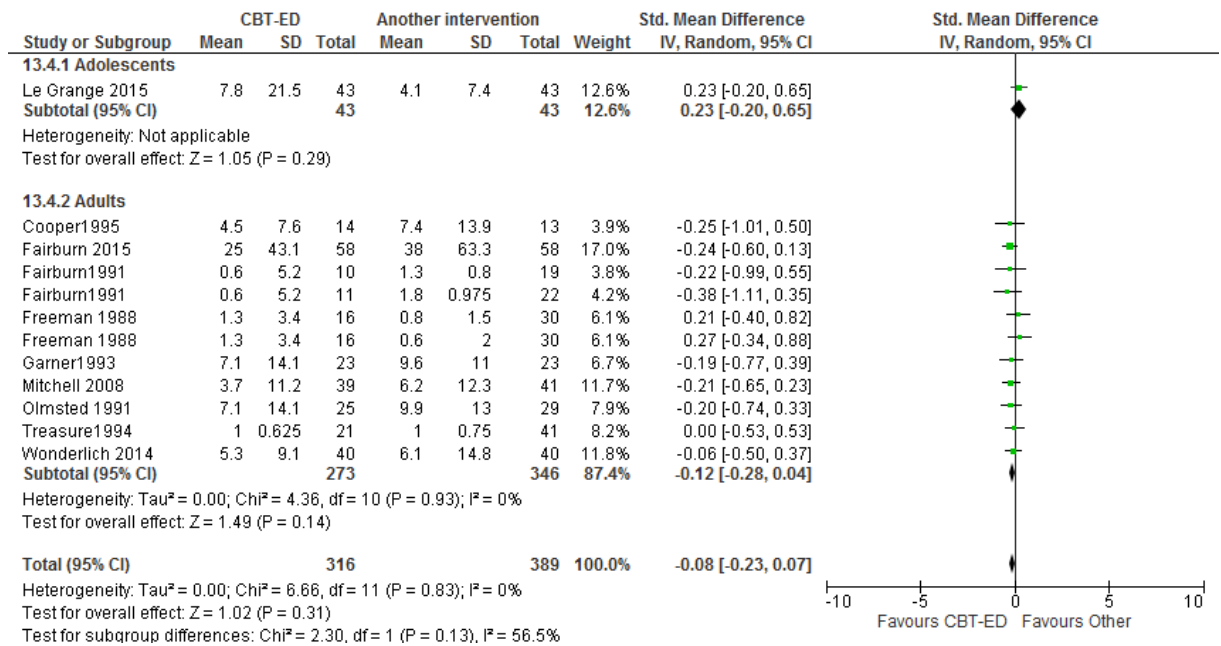 CBT-ED Another intervention Std. Mean Difference Std. Mean Difference
Study or Subgroup Mean SD Total Mean SD Total Weight IV, Random, 95% CI IV, Random, 95% CI
13.4.1 Adolescents
Le Grange 2015 7.8 21.5 43 4.1 7.4 43 12.6% 0.23 [-0.20, 0.65]
Subtotal (95% CI) 43 43 12.6% 0.23 [-0.20, 0.65]
Heterogeneity: Not applicable
Test for overall effect: Z = 1.05 (P = 0.29)
13.4.2 Adults
Cooper1995 4.5 7.6 14 7.4 13.9 13 3.9% -0.25 [-1.01, 0.50]
Fairburn 2015 25 43.1 58 38 63.3 58 17.0% -0.24 [-0.60, 0.13]
Fairburn1991 0.6 5.2 10 1.3 0.8 19 3.8% -0.22 [-0.99, 0.55]
Fairburn1991 0.6 5.2 11 1.8 0.975 22 4.2% -0.38 [-1.11, 0.35]
Freeman 1988 1.3 3.4 16 0.8 1.5 30 6.1% 0.21 [-0.40, 0.82]
Freeman 1988 1.3 3.4 16 0.6 2 30 6.1% 0.27 [-0.34, 0.88]
Garner1993 7.1 14.1 23 9.6 11 23 6.7% -0.19 [-0.77, 0.39]
Mitchell 2008 3.7 11.2 39 6.2 12.3 41 11.7% -0.21 [-0.65, 0.23]
Olmsted 1991 7.1 14.1 25 9.9 13 29 7.9% -0.20 [-0.74, 0.33]
Treasure1994 1 0.625 21 1 0.75 41 8.2% 0.00 [-0.53, 0.53]
Wonderlich 2014 5.3 9.1 40 6.1 14.8 40 11.8% -0.06 [-0.50, 0.37]
Subtotal (95% CI) 273 346 87.4% -0.12 [-0.28, 0.04]
Heterogeneity: Tau² = 0.00; Chi² = 4.36, df = 10 (P = 0.93); I² = 0%
Test for overall effect: Z = 1.49 (P = 0.14)
Total (95% CI) 316 389 100.0% -0.08 [-0.23, 0.07]
Heterogeneity: Tau² = 0.00; Chi² = 6.66, df = 11 (P = 0.83); I² = 0%
Test for overall effect: Z = 1.02 (P = 0.31)
Test for subgroup differences: Chi² = 2.30, df = 1 (P = 0.13), I² = 56.5%
-10 -5 0 5 10
Favours CBT-ED Favours Other